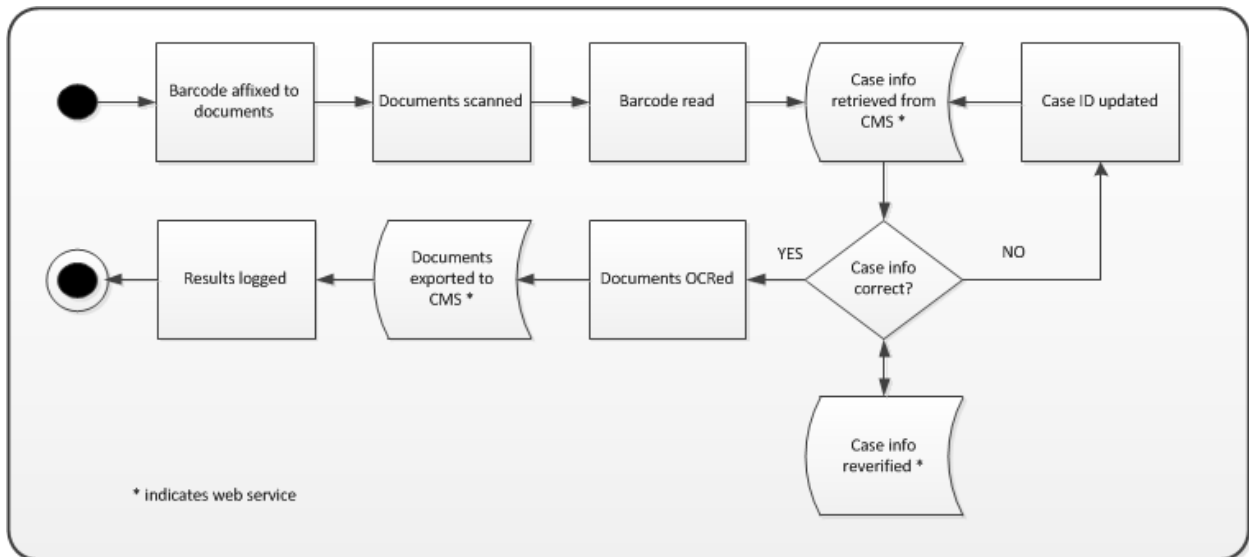 Barcode affixed to
documents
Documents scanned
Barcode read
Case info
retrieved from
CMS *
Case ID updated
Results logged
Documents
exported to
CMS *
Documents OCRed
YES
Case info
correct?
NO
Case info
reverified *
* indicates web service